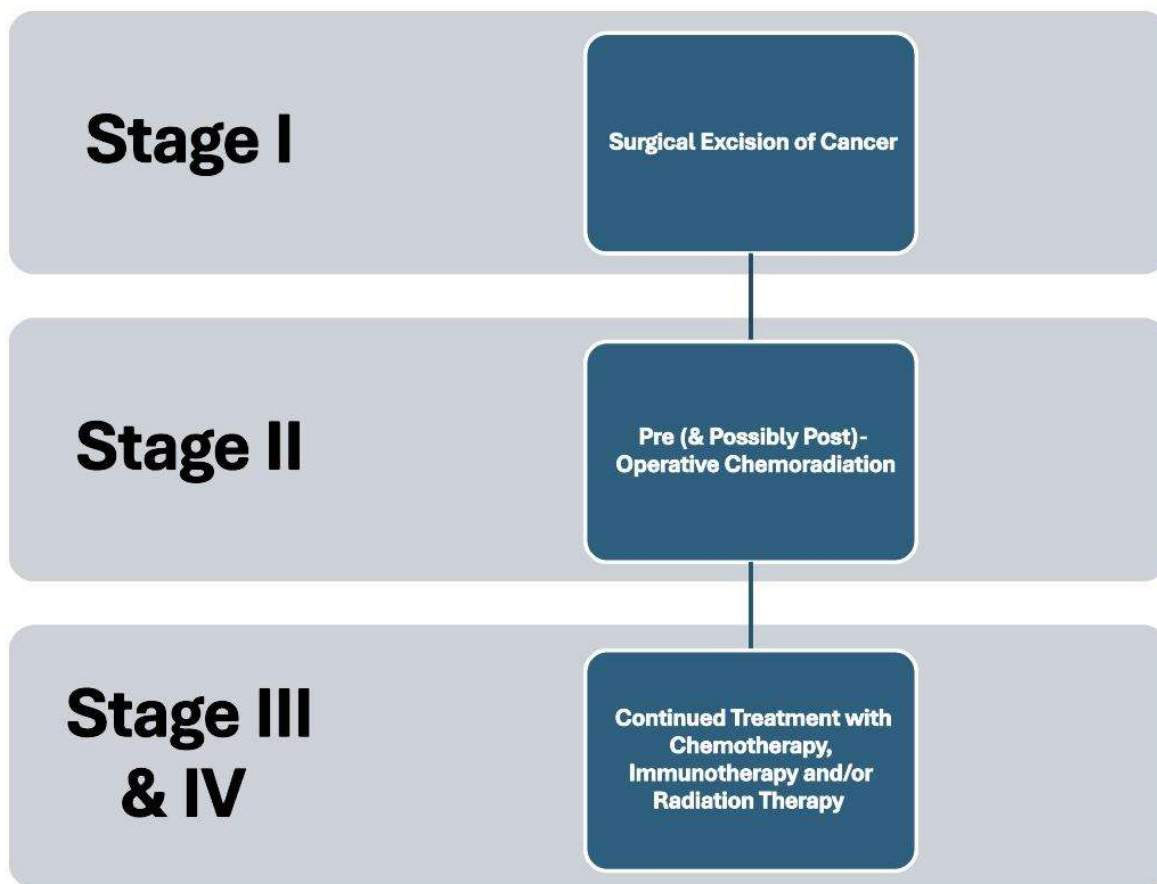 Stage I
Surgical Excision of Cancer
Stage II
Pre (& Possibly Post)-
Operative Chemoradiation
Stage III
& IV
Continued Treatment with
Chemotherapy,
Immunotherapy and/or
Radiation Therapy